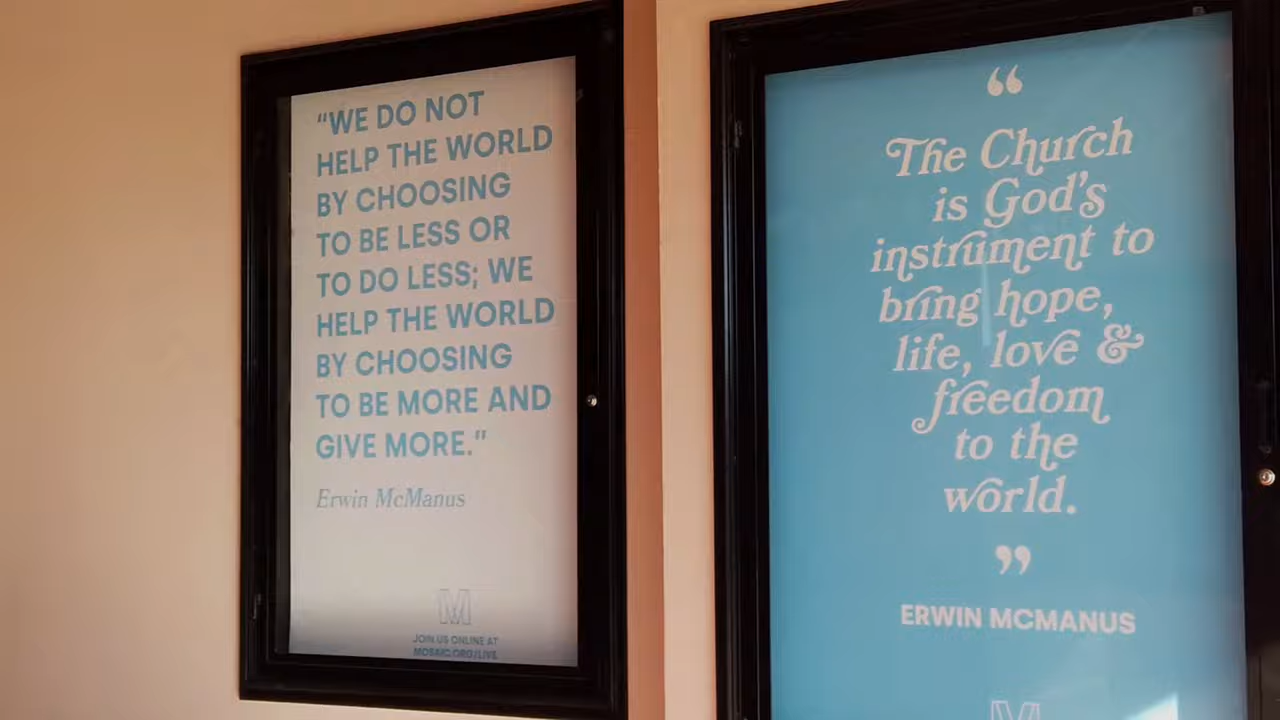 “WE DO NOT
HELP THE WORLD
BY CHOOSING
TO BE LESS OR
TO DO LESS; WE
HELP THE WORLD
BY CHOOSING
TO BE MORE AND
GIVE MORE.”
Erwin McManus
M
JOIN US ONLINE AT
MOSAIC.ORG/LIVE
“
The Church
is God’s
instrument to
bring hope,
life, love &
freedom
to the
world.
”
ERWIN MCMANUS
M